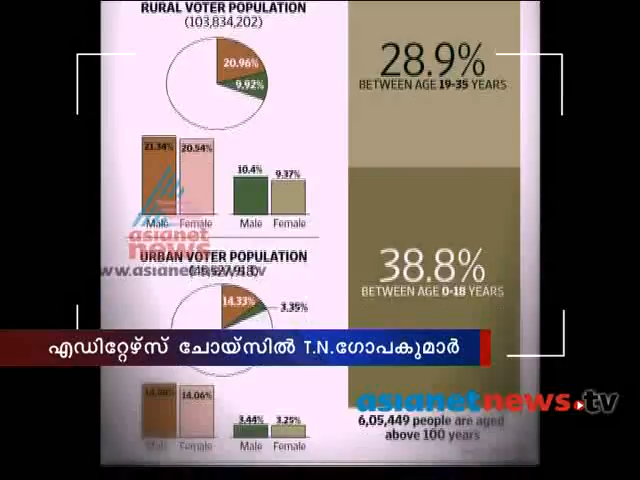 RURAL VOTER POPULATION
(103,834,202)
20.96%
9.92%
21.34% 20.54%
10.4% 9.37%
Male Female Male Female
28.9%
BETWEEN AGE 19-35 YEARS
38.8%
BETWEEN AGE 0-18 YEARS
asianet
news
www.asianetnews.tv
URBAN VOTER POPULATION
14.33%
3.35%
എഡിറ്റേഴ്സ് ചോയ്സിൽ T.N.ഗോപകുമാർ
14.06%
3.44% 3.25%
Male Female Male Female
asianetnews.tv
6,05,449 people are aged
above 100 years